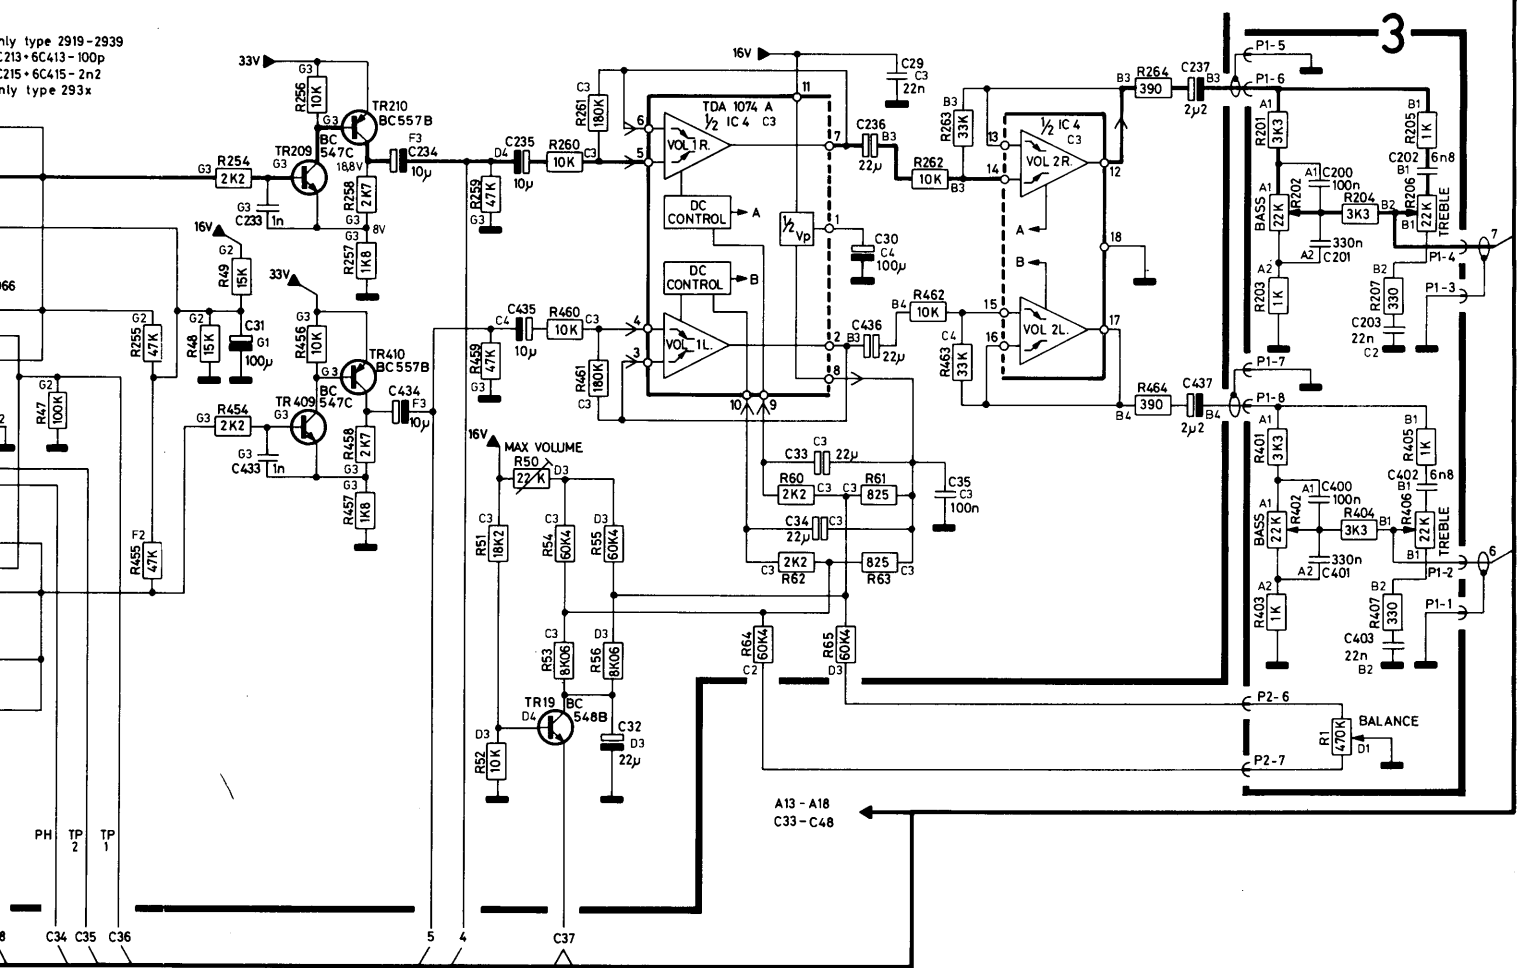 nly type 2919-2939
C213+6C413-100p
C215+6C415-2n2
nly type 293x
33V
G3
R256
10K
TR210
BC557B
G3
BC
547C
TR209
G3
18,8V
F3
C234
10µ
G3
R254
2K2
G3
C233
1n
R258
2K7
G3
8V
G3
R257
1K8
16V
G2
R49
15K
33V
066
G2
R255
47K
R48
15K
C31
G1
100µ
G3
R456
10K
TR410
BC557B
G3
BC
547C
TR409
C434
F3
10µ
G2
R47
100K
G3
R454
2K2
G3
C433
1n
R458
2K7
G3
G3
R457
1K8
F2
R455
47K
2
D4
C235
10µ
R259
47K
G3
R260
10K
C3
C3
R261
180K
TDA 1074 A
1/2 IC 4 C3
6
5
VOL 1R.
7
11
16V
C29
C3
22n
C236
B3
22µ
DC
CONTROL
A
1/2
Vp
1
C30
C4
100µ
DC
CONTROL
B
4
3
VOL 1L.
2
8
10
9
C4
C435
10µ
R459
47K
G3
R460
10K
C3
R461
180K
C3
C436
B3
22µ
R262
10K
B3
B3
R263
33K
1/2 IC 4
C3
13
14
VOL 2R.
12
A
18
B
15
16
VOL 2L.
17
B4
R462
10K
C4
R463
33K
B3
R264
390
C237
B3
2µ2
B4
R464
390
C437
B4
2µ2
16V
MAX VOLUME
R50
22 K
D3
C3
R51
18K2
C3
R54
60K4
D3
R55
60K4
C3
C33
22µ
R60
2K2
C3
C3
R61
825
C34
C3
22µ
C3
2K2
R62
825
R63
C3
C35
C3
100n
C3
R53
8K06
D3
R56
8K06
R64
60K4
C2
R65
60K4
D3
TR19
BC
548B
D4
D3
R52
10K
C32
D3
22µ
3
P1-5
P1-6
A1
R201
3K3
B1
R205
1K
C202
6n8
B1
A1
C200
100n
A1
R202
22K
BASS
R204
3K3
B2
R206
22K
B1
TREBLE
330n
C201
A2
P1-4
7
A2
R203
1K
B2
R207
330
C203
22n
C2
P1-3
P1-7
P1-8
A1
R401
3K3
B1
R405
1K
C402
6n8
B1
A1
C400
100n
A1
R402
22K
BASS
R404
3K3
B1
R406
22K
B1
TREBLE
330n
C401
A2
P1-2
6
A2
R403
1K
B2
R407
330
C403
22n
B2
P1-1
P2-6
BALANCE
R1
470K
D1
P2-7
A13-A18
C33-C48
PH
TP
2
TP
1
8
C34
C35
C36
5
4
C37